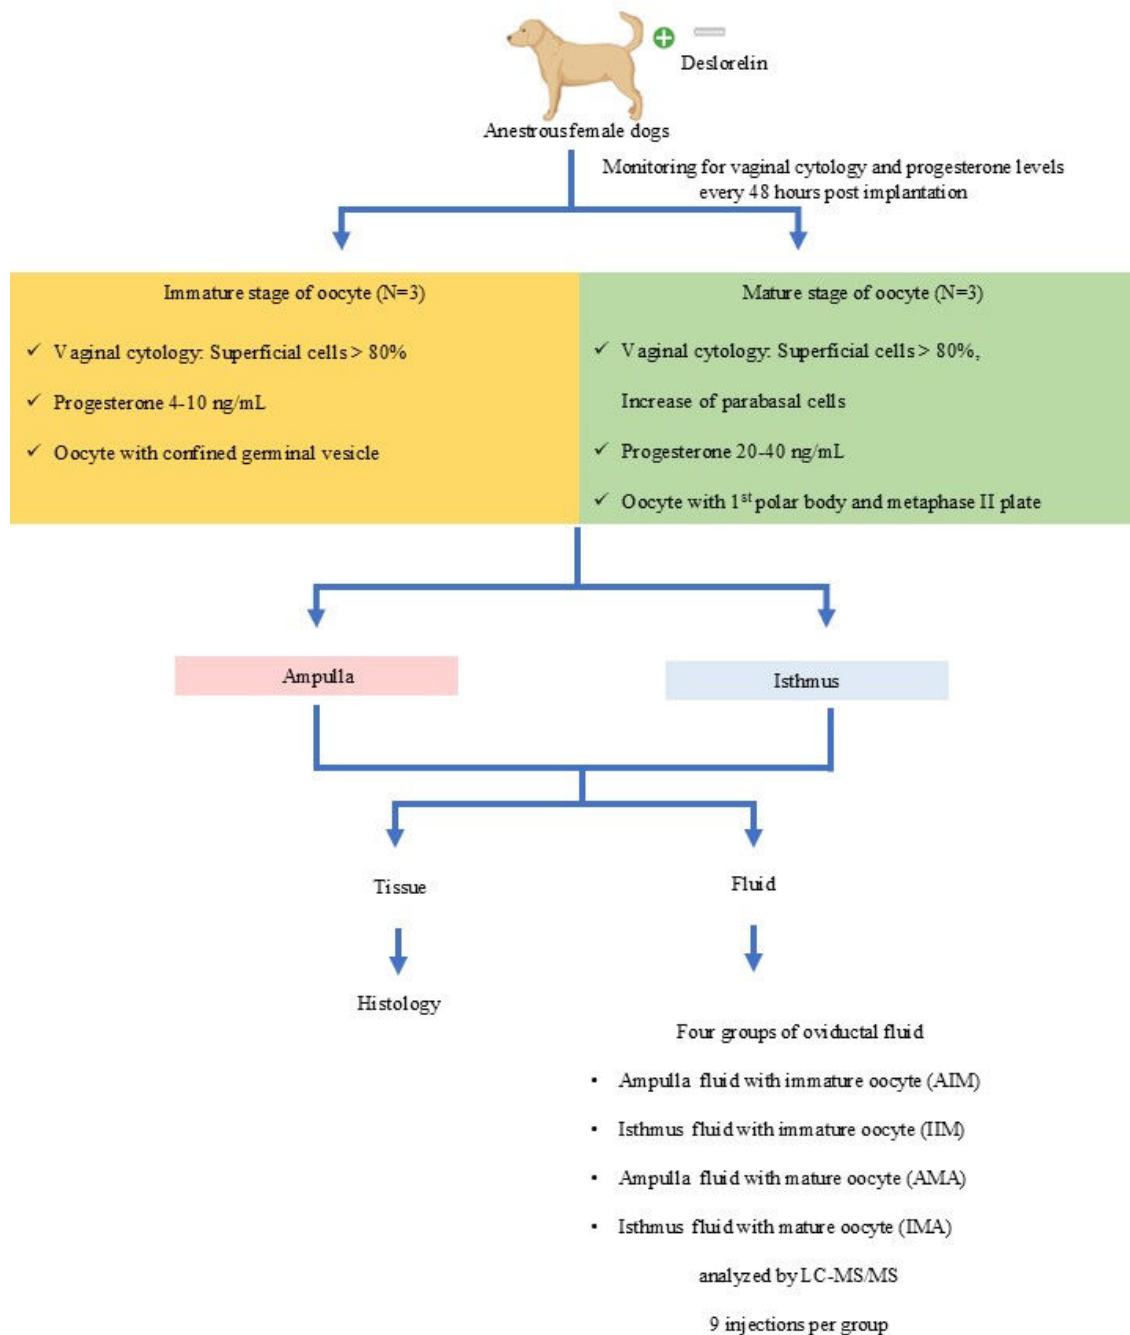 Deslorelin
Anestrous female dogs
Monitoring for vaginal cytology and progesterone levels
every 48 hours post implantation
Immature stage of oocyte (N=3)
✓ Vaginal cytology: Superficial cells > 80%
✓ Progesterone 4-10 ng/mL
✓ Oocyte with confined germinal vesicle
Mature stage of oocyte (N=3)
✓ Vaginal cytology: Superficial cells > 80%,
Increase of parabasal cells
✓ Progesterone 20-40 ng/mL
✓ Oocyte with 1st polar body and metaphase II plate
Ampulla
Isthmus
Tissue
Fluid
Histology
Four groups of oviductal fluid
• Ampulla fluid with immature oocyte (AIM)
• Isthmus fluid with immature oocyte (IIM)
• Ampulla fluid with mature oocyte (AMA)
• Isthmus fluid with mature oocyte (IMA)
analyzed by LC-MS/MS
9 injections per group